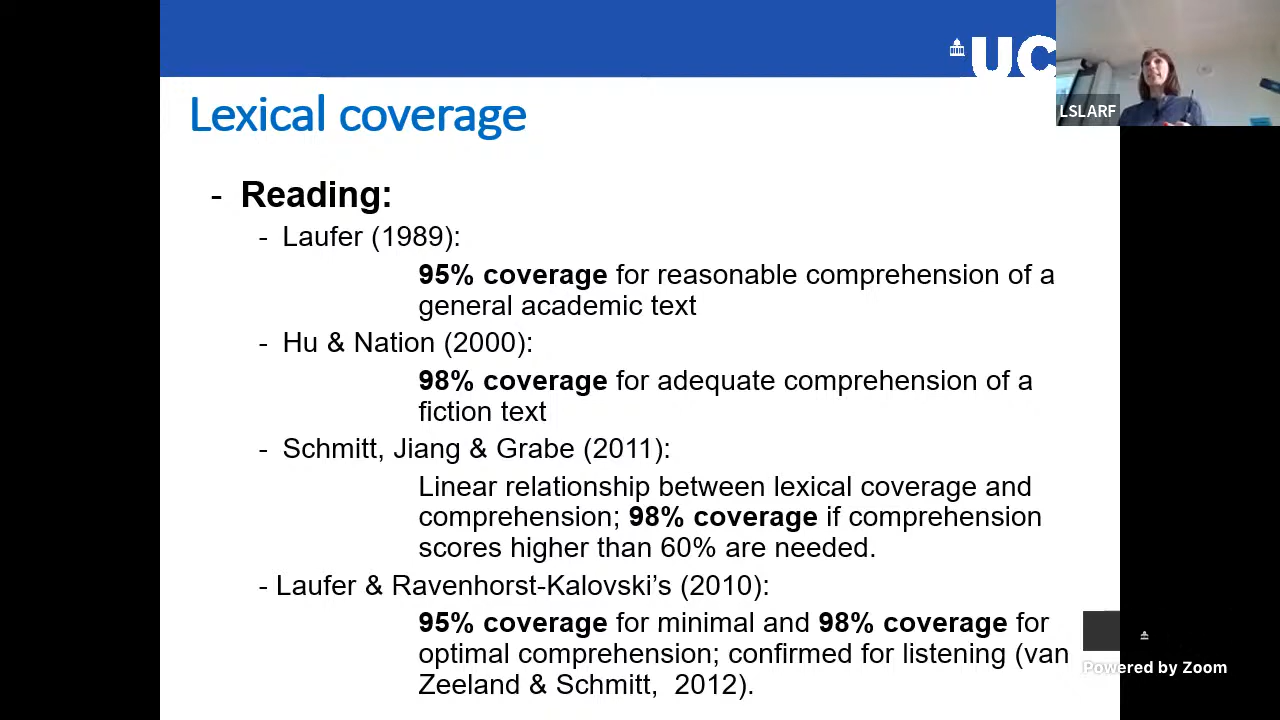 UC
LSLARF
Lexical coverage
- Reading:
- Laufer (1989):
95% coverage for reasonable comprehension of a
general academic text
- Hu & Nation (2000):
98% coverage for adequate comprehension of a
fiction text
- Schmitt, Jiang & Grabe (2011):
Linear relationship between lexical coverage and
comprehension; 98% coverage if comprehension
scores higher than 60% are needed.
- Laufer & Ravenhorst-Kalovski’s (2010):
95% coverage for minimal and 98% coverage for
optimal comprehension; confirmed for listening (van
Zeeland & Schmitt,  2012).
Powered by Zoom